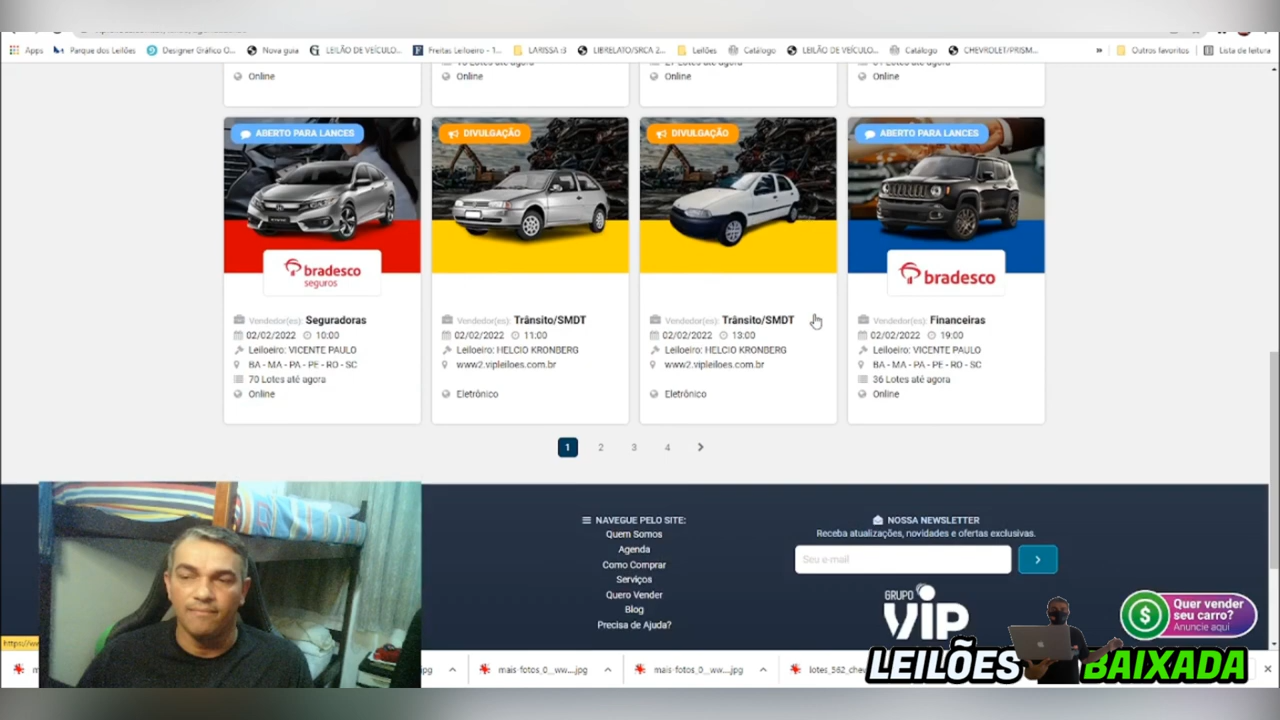 Apps
Parque dos Leilões
Designer Gráfico O...
Nova guia
LEILÃO DE VEÍCULO...
Freitas Leiloeiro - 1...
LARISSA :3
LIBRELATO/SRCA 2...
Leilões
Catálogo
LEILÃO DE VEÍCULO...
Catálogo
CHEVROLET/PRISM...
»
Outros favoritos
Lista de leitura
Online
Online
Online
Online
ABERTO PARA LANCES
bradesco
seguros
Vendedor(es): Seguradoras
02/02/2022 10:00
Leiloeiro: VICENTE PAULO
BA - MA - PA - PE - RO - SC
70 Lotes até agora
Online
DIVULGAÇÃO
Vendedor(es): Trânsito/SMDT
02/02/2022 11:00
Leiloeiro: HELCIO KRONBERG
www2.vipleiloes.com.br
Eletrônico
DIVULGAÇÃO
Vendedor(es): Trânsito/SMDT
02/02/2022 13:00
Leiloeiro: HELCIO KRONBERG
www2.vipleiloes.com.br
Eletrônico
ABERTO PARA LANCES
bradesco
Vendedor(es): Financeiras
02/02/2022 19:00
Leiloeiro: VICENTE PAULO
BA - MA - PA - PE - RO - SC
36 Lotes até agora
Online
1 2 3 4
NAVEGUE PELO SITE:
Quem Somos
Agenda
Como Comprar
Serviços
Quero Vender
Blog
Precisa de Ajuda?
NOSSA NEWSLETTER
Receba atualizações, novidades e ofertas exclusivas.
Seu e-mail
GRUPO
VIP
Quer vender
seu carro?
Anuncie aqui
mais-fotos_0_ww....jpg
mais-fotos_0_ww....jpg
LEILÕES BAIXADA